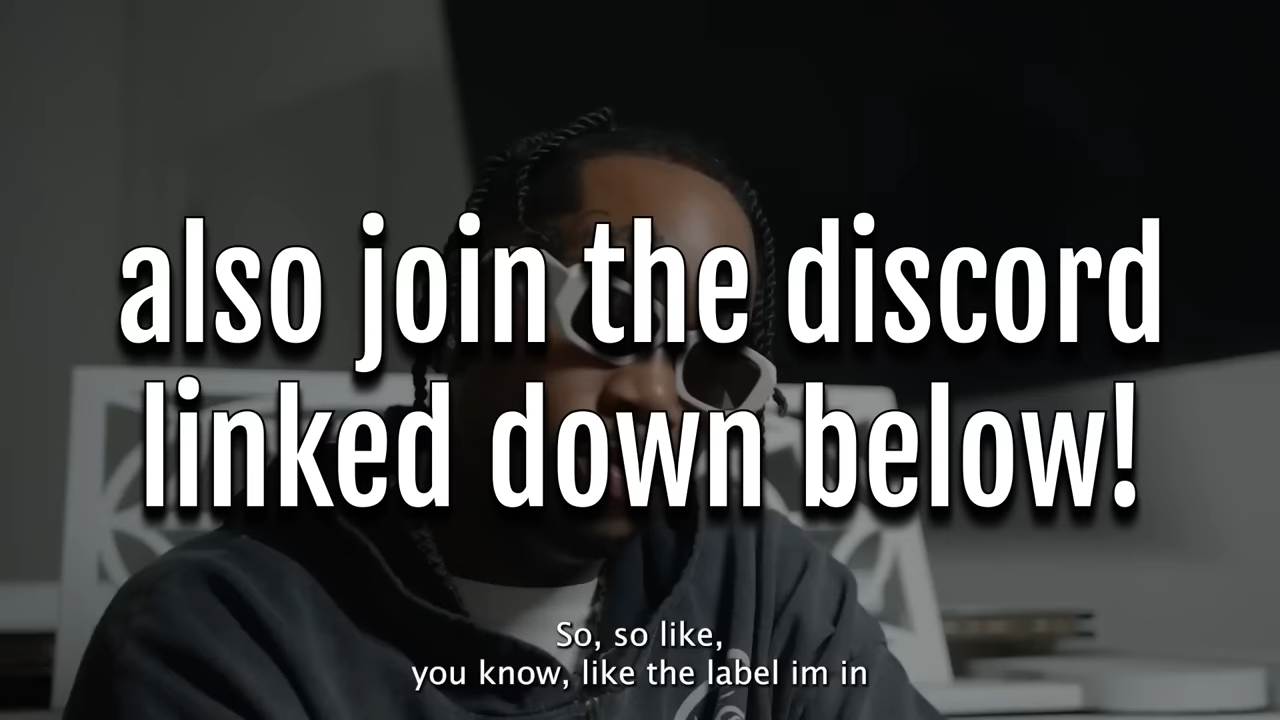 also join the discord
linked down below!
So, so like,
you know, like the label im in